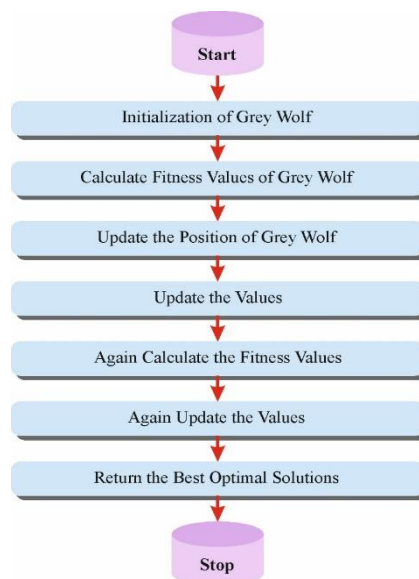 Start
Initialization of Grey Wolf
Calculate Fitness Values of Grey Wolf
Update the Position of Grey Wolf
Update the Values
Again Calculate the Fitness Values
Again Update the Values
Return the Best Optimal Solutions
Stop